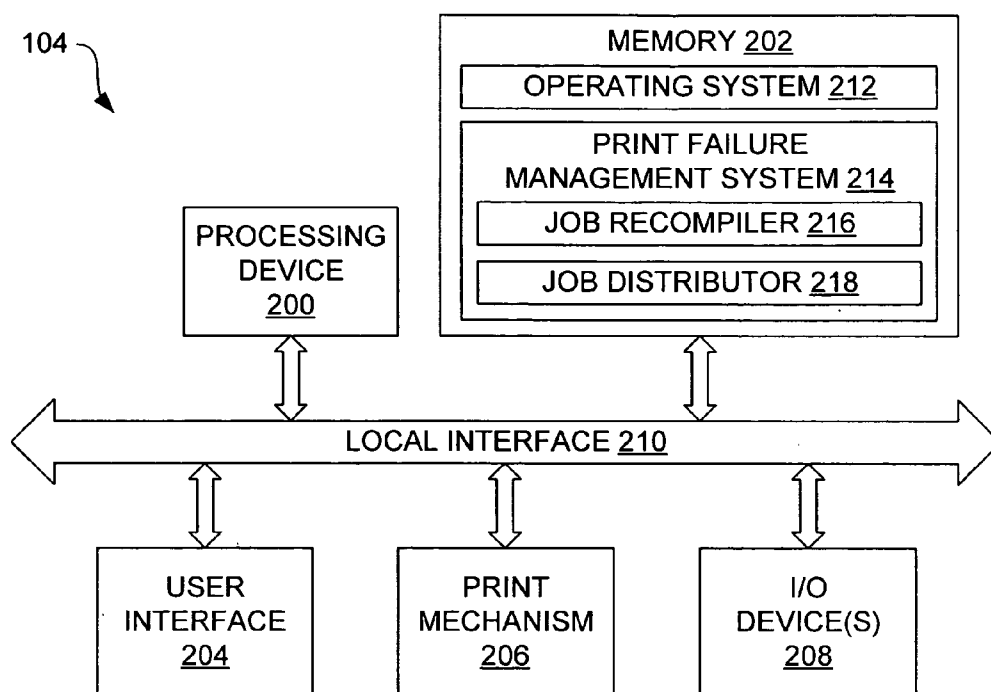 104
MEMORY 202
OPERATING SYSTEM 212
PRINT FAILURE
MANAGEMENT SYSTEM 214
JOB RECOMPILER 216
JOB DISTRIBUTOR 218
PROCESSING
DEVICE
200
LOCAL INTERFACE 210
USER
INTERFACE
204
PRINT
MECHANISM
206
I/O
DEVICE(S)
208